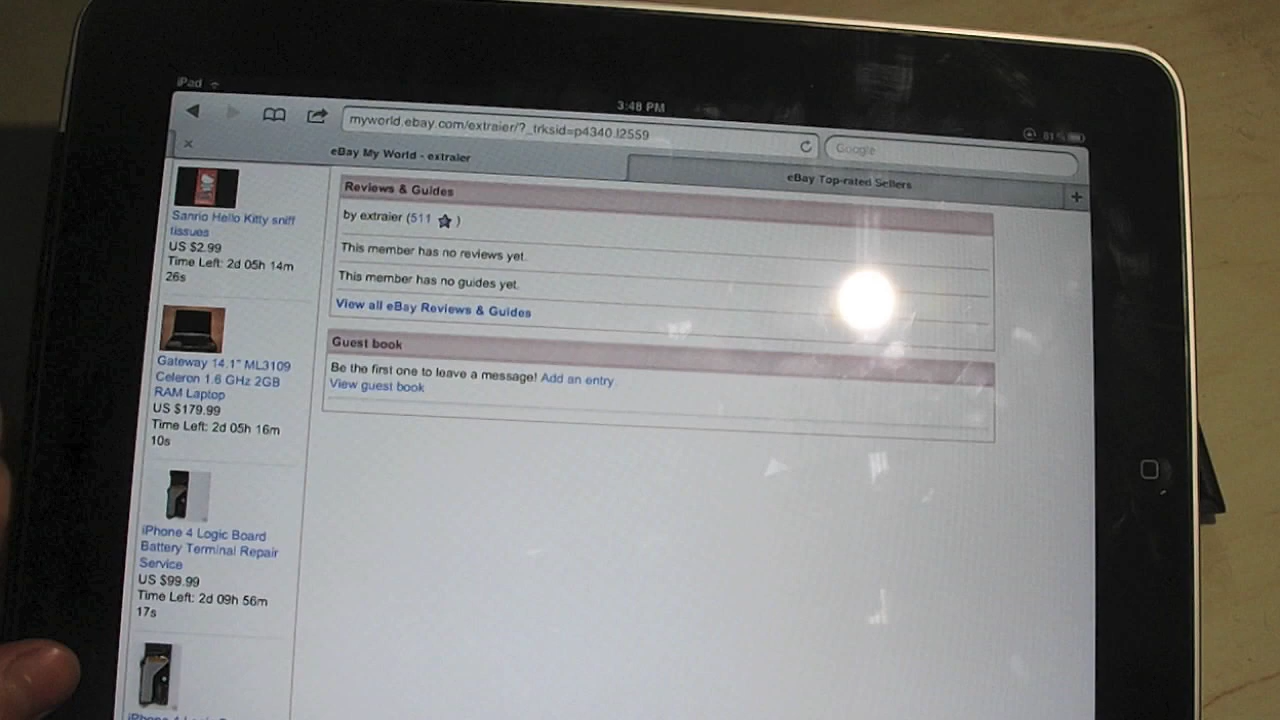 iPad
3:48 PM
81%
myworld.ebay.com/extraier/?_trksid=p4340.l2559
Google
eBay My World - extraier
eBay Top-rated Sellers
Sanrio Hello Kitty sniff
tissues
US $2.99
Time Left: 2d 05h 14m
26s
Gateway 14.1" ML3109
Celeron 1.6 GHz 2GB
RAM Laptop
US $179.99
Time Left: 2d 05h 16m
10s
iPhone 4 Logic Board
Battery Terminal Repair
Service
US $99.99
Time Left: 2d 09h 56m
17s
iPhone 4 Logic
Reviews & Guides
by extraier (511 )
This member has no reviews yet.
This member has no guides yet.
View all eBay Reviews & Guides
Guest book
Be the first one to leave a message! Add an entry.
View guest book